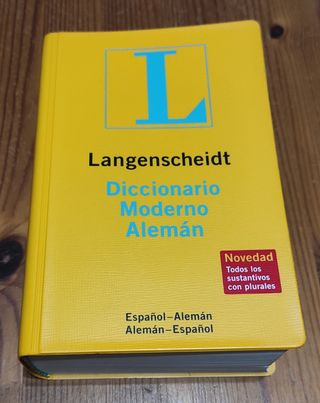 L
Langenscheidt
Diccionario
Moderno
Alemán
Novedad
Todos los
sustantivos
con plurales
Español–Alemán
Alemán–Español